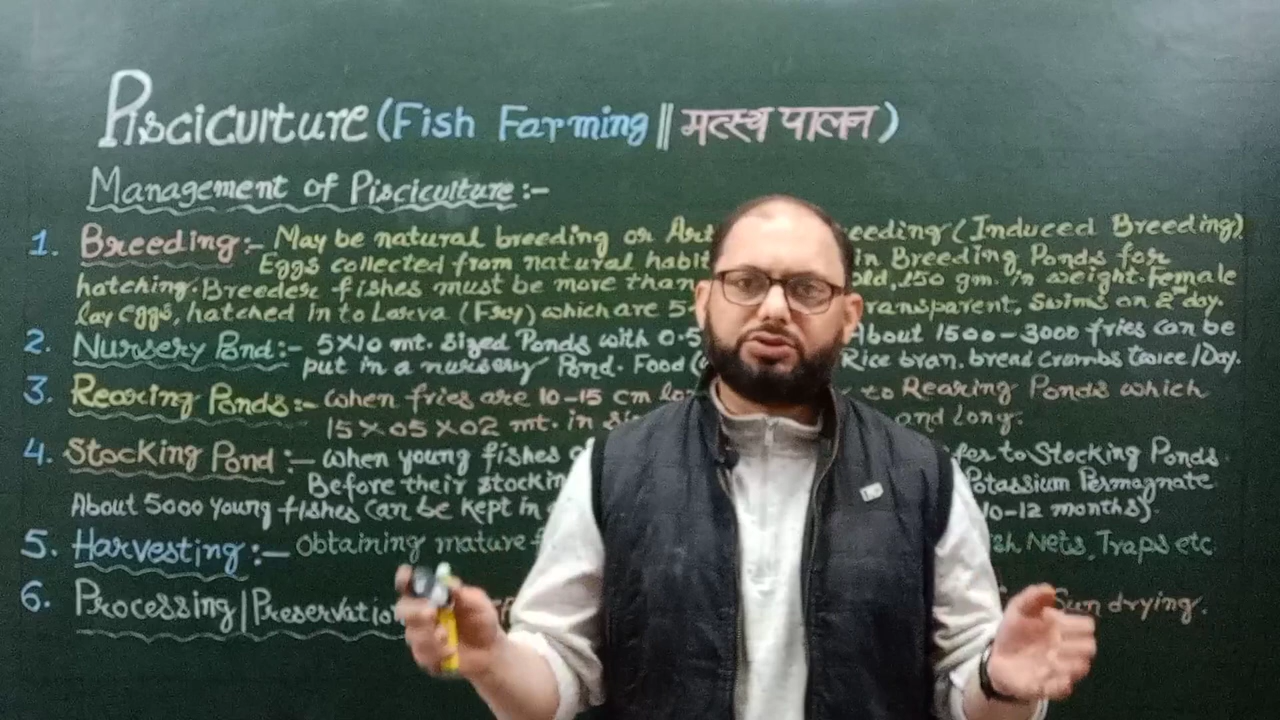 Pisciculture (Fish Farming || मत्स्य पालन)
Management of Pisciculture:-
1. Breeding:- May be natural breeding or Art eeding (Induced Breeding)
Eggs collected from natural habi in Breeding Ponds for
hatching. Breeder fishes must be more than old, 150 gm. in weight. Female
lay eggs, hatched in to Larva (Fry) which are 5- ransparent, Swims on 2nd day.
2. Nursery Pond:- 5X10 mt. sized Ponds with 0.5 About 1500-3000 fries can be
put in a nursery Pond. Food ( Rice bran, bread Crumbs twice/Day.
3. Rearing Ponds:- when fries are 10-15 cm lo to Rearing Ponds which
15 X 05 X 02 mt. in si and Long.
4. Stocking Pond:- when young fishes fer to Stocking Ponds.
Before their stockin Potassium Permagnate
About 5000 young fishes can be kept in 10-12 months}.
5. Harvesting:- Obtaining mature f sh Nets, Traps etc
6. Processing/Preservation Sun drying.